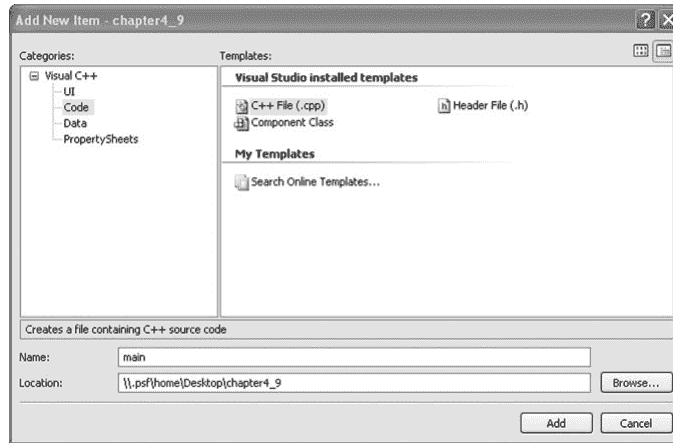 Add New Item - chapter4_9
Categories:
Templates:
Visual C++
UI
Code
Data
PropertySheets
Visual Studio installed templates
C++ File (.cpp)
Header File (.h)
Component Class
My Templates
Search Online Templates...
Creates a file containing C++ source code
Name:
main
Location:
\\.psf\home\Desktop\chapter4_9
Browse...
Add
Cancel